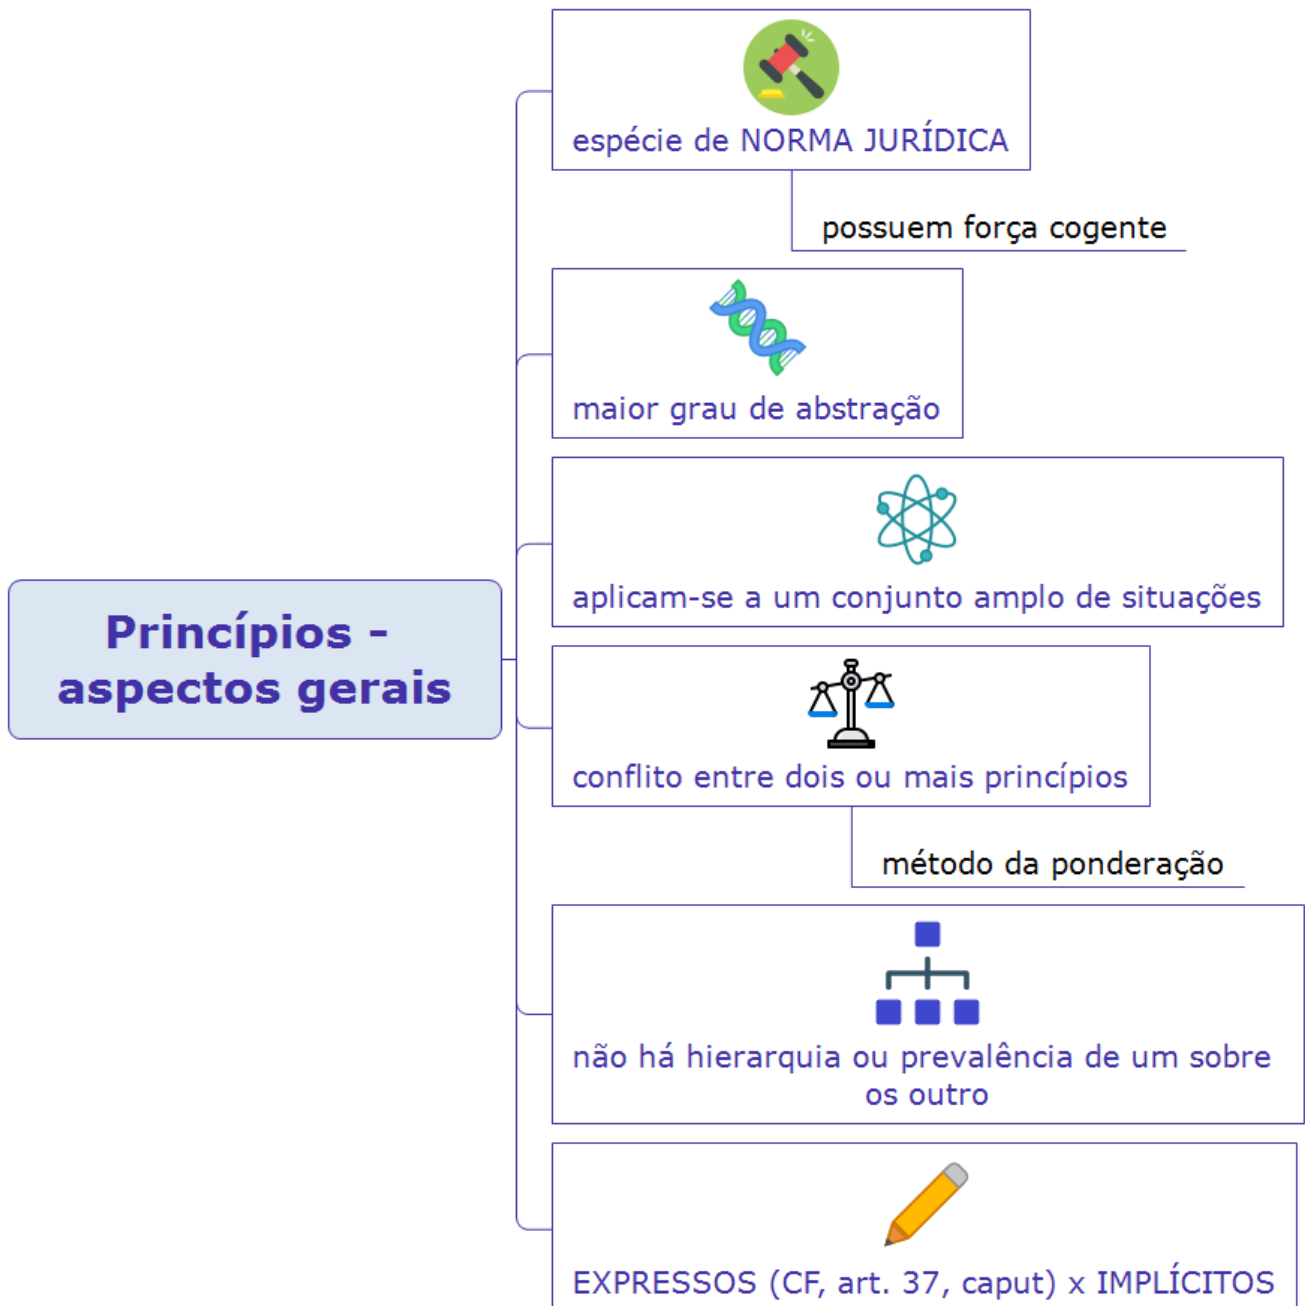 Princípios -
aspectos gerais
espécie de NORMA JURÍDICA
possuem força cogente
maior grau de abstração
aplicam-se a um conjunto amplo de situações
conflito entre dois ou mais princípios
método da ponderação
não há hierarquia ou prevalência de um sobre
os outro
EXPRESSOS (CF, art. 37, caput) x IMPLÍCITOS